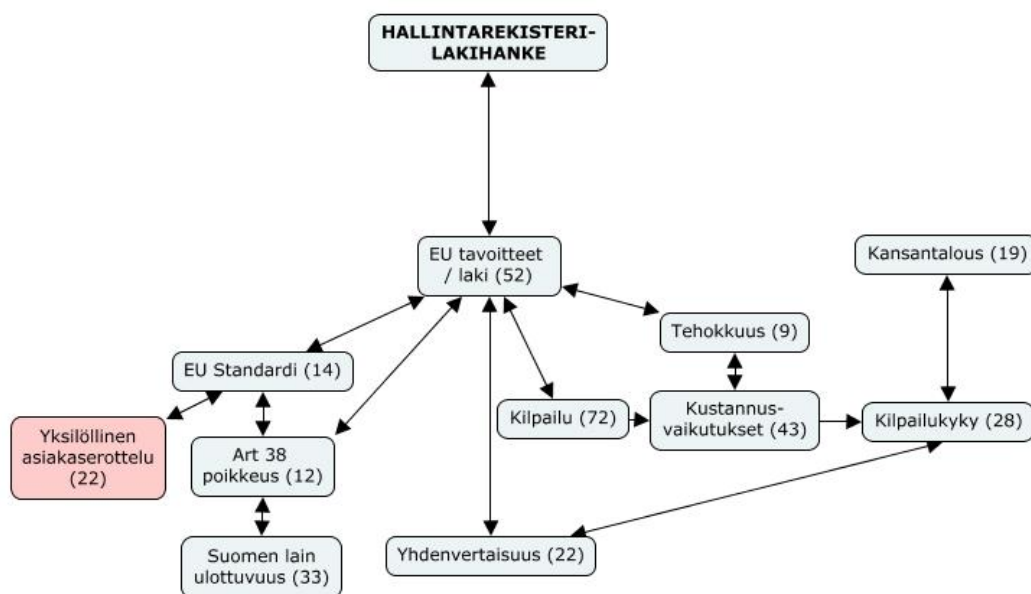 HALLINTAREKISTERI-
LAKIHANKE
EU tavoitteet
/ laki (52)
Kansantalous (19)
Tehokkuus (9)
EU Standardi (14)
Kilpailu (72)
Kustannus-
vaikutukset (43)
Kilpailukyky (28)
Yksilöllinen
asiakaserottelu
(22)
Art 38
poikkeus (12)
Suomen lain
ulottuvuus (33)
Yhdenvertaisuus (22)